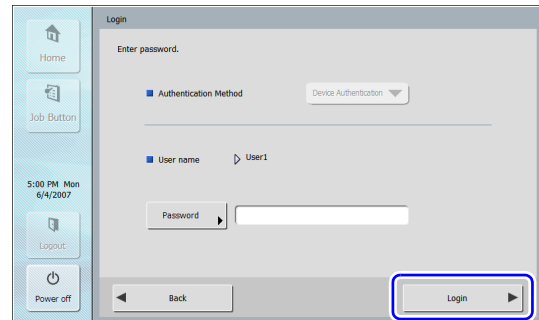 Login
Enter password.
Home
Authentication Method
Device Authentication
Job Button
User name
User1
5:00 PM Mon
6/4/2007
Password
Logout
Power off
Back
Login